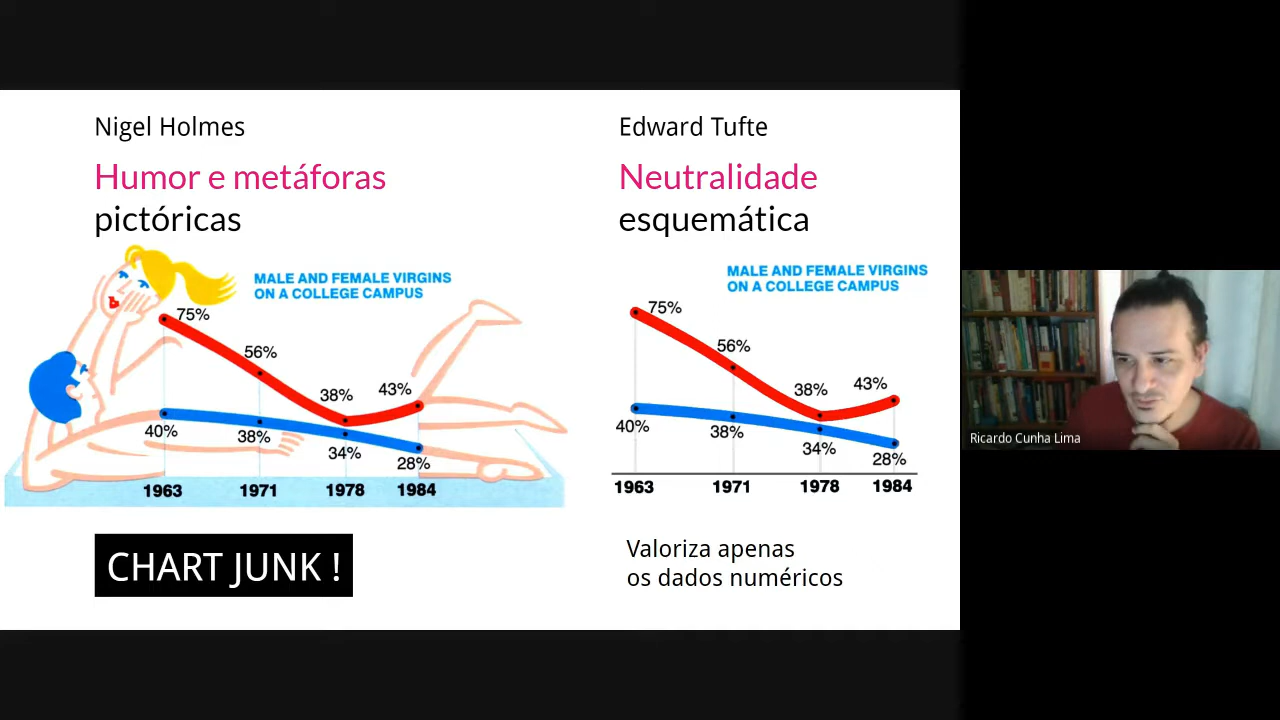 Nigel Holmes
Humor e metáforas
pictóricas
MALE AND FEMALE VIRGINS
ON A COLLEGE CAMPUS
75%
56%
38%
43%
40%
38%
34%
28%
1963 1971 1978 1984
CHART JUNK !
Edward Tufte
Neutralidade
esquemática
MALE AND FEMALE VIRGINS
ON A COLLEGE CAMPUS
75%
56%
38%
43%
40%
38%
34%
28%
1963 1971 1978 1984
Valoriza apenas
os dados numéricos
Ricardo Cunha Lima